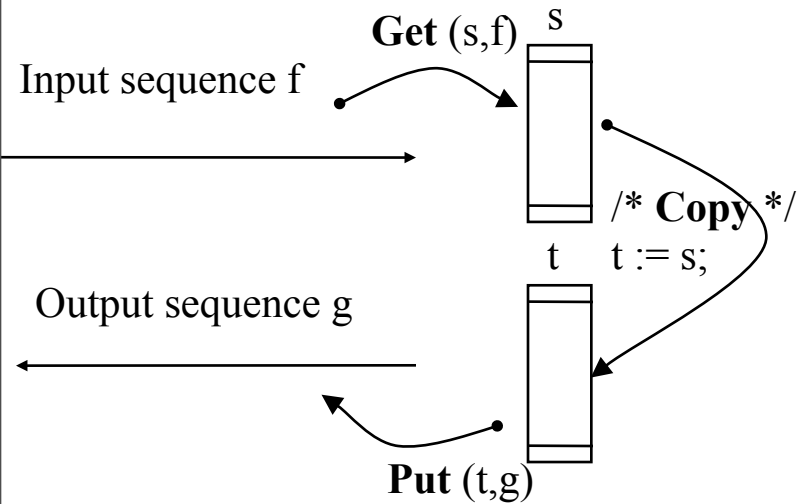 s
Get (s,f)
Input sequence f
/* Copy */
t
t := s;
Output sequence g
Put (t,g)